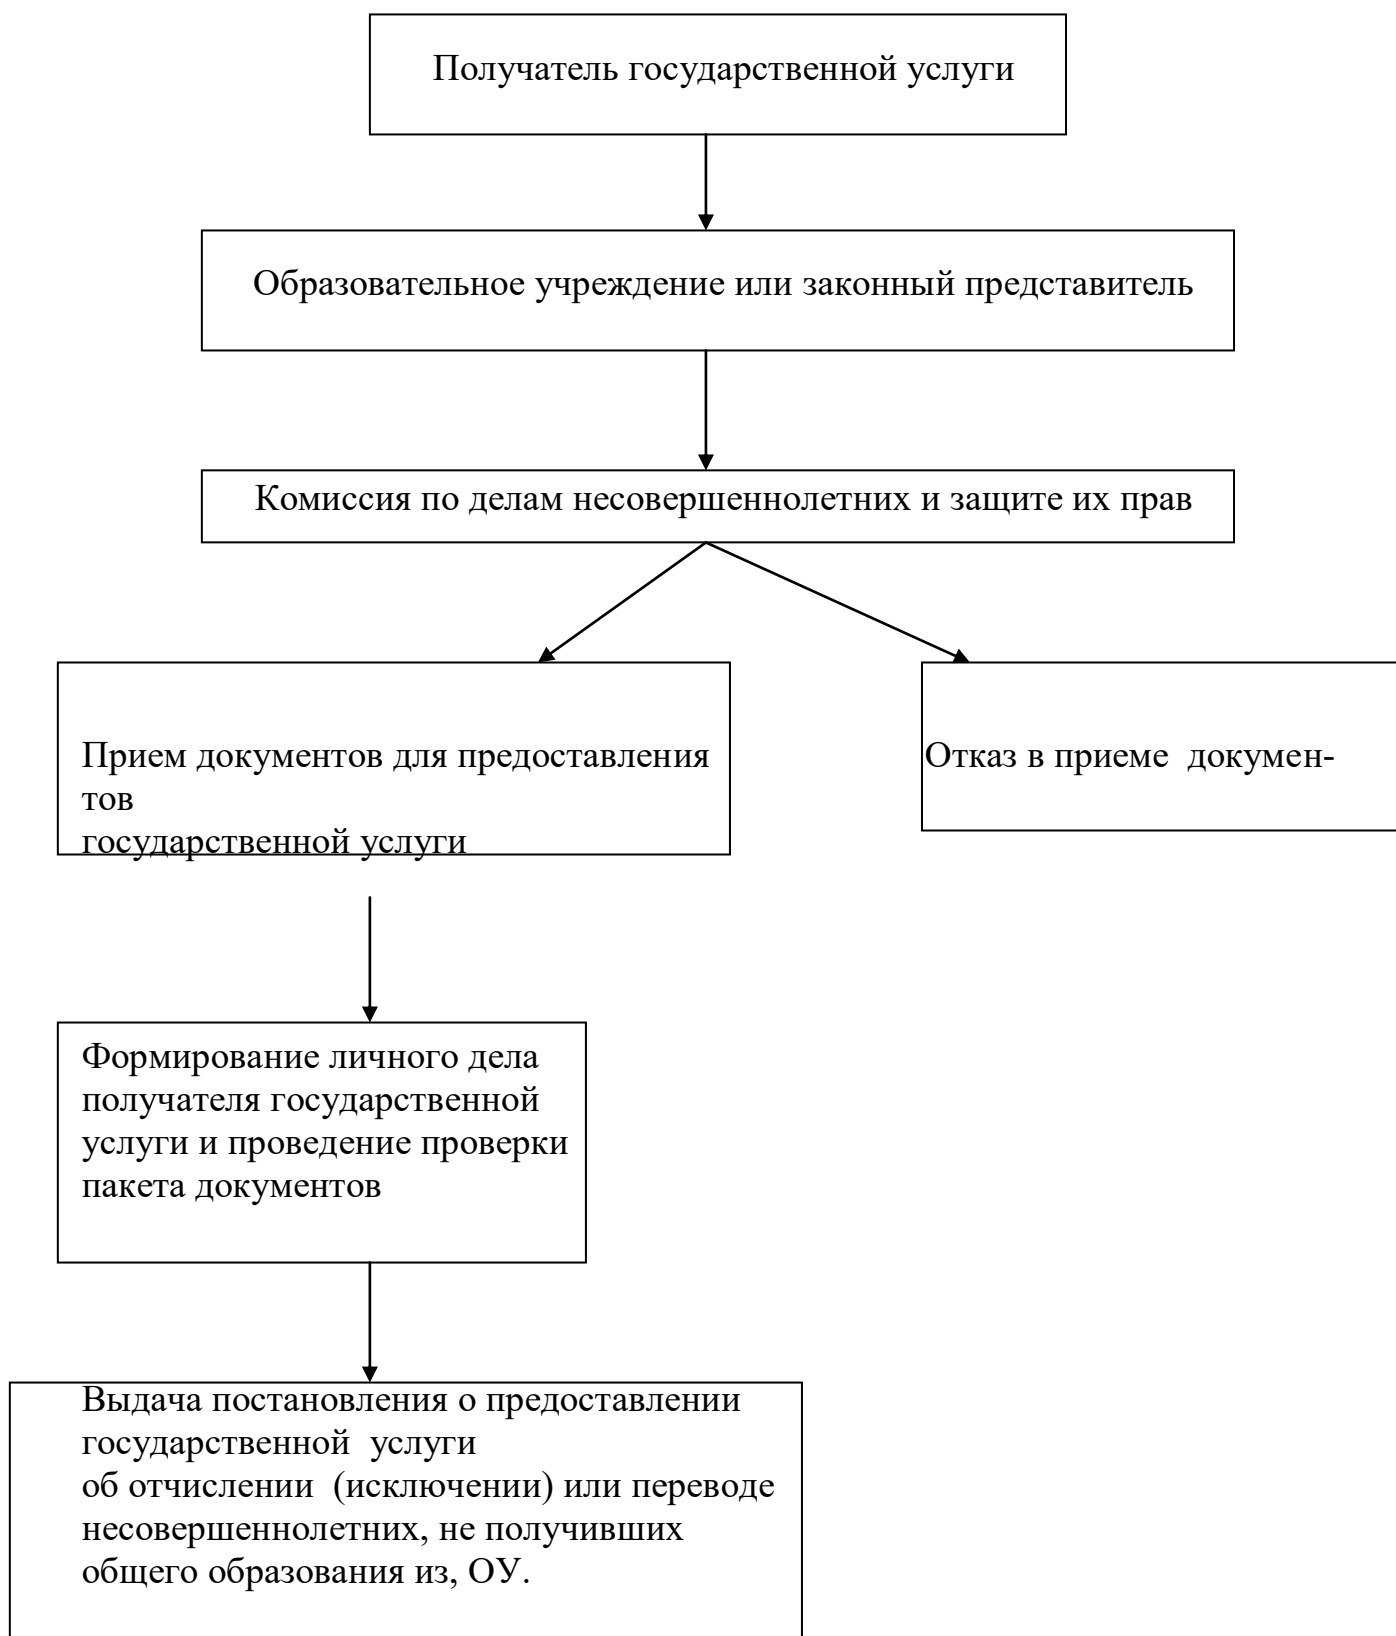 Получатель государственной услуги
Образовательное учреждение или законный представитель
Комиссия по делам несовершеннолетних и защите их прав
Прием документов для предоставления Отказ в приеме  докумен-
тов
государственной услуги
Формирование личного дела
получателя государственной
услуги и проведение проверки
пакета документов
Выдача постановления о предоставлении
государственной  услуги
об отчислении  (исключении) или переводе
несовершеннолетних, не получивших
общего образования из, ОУ.